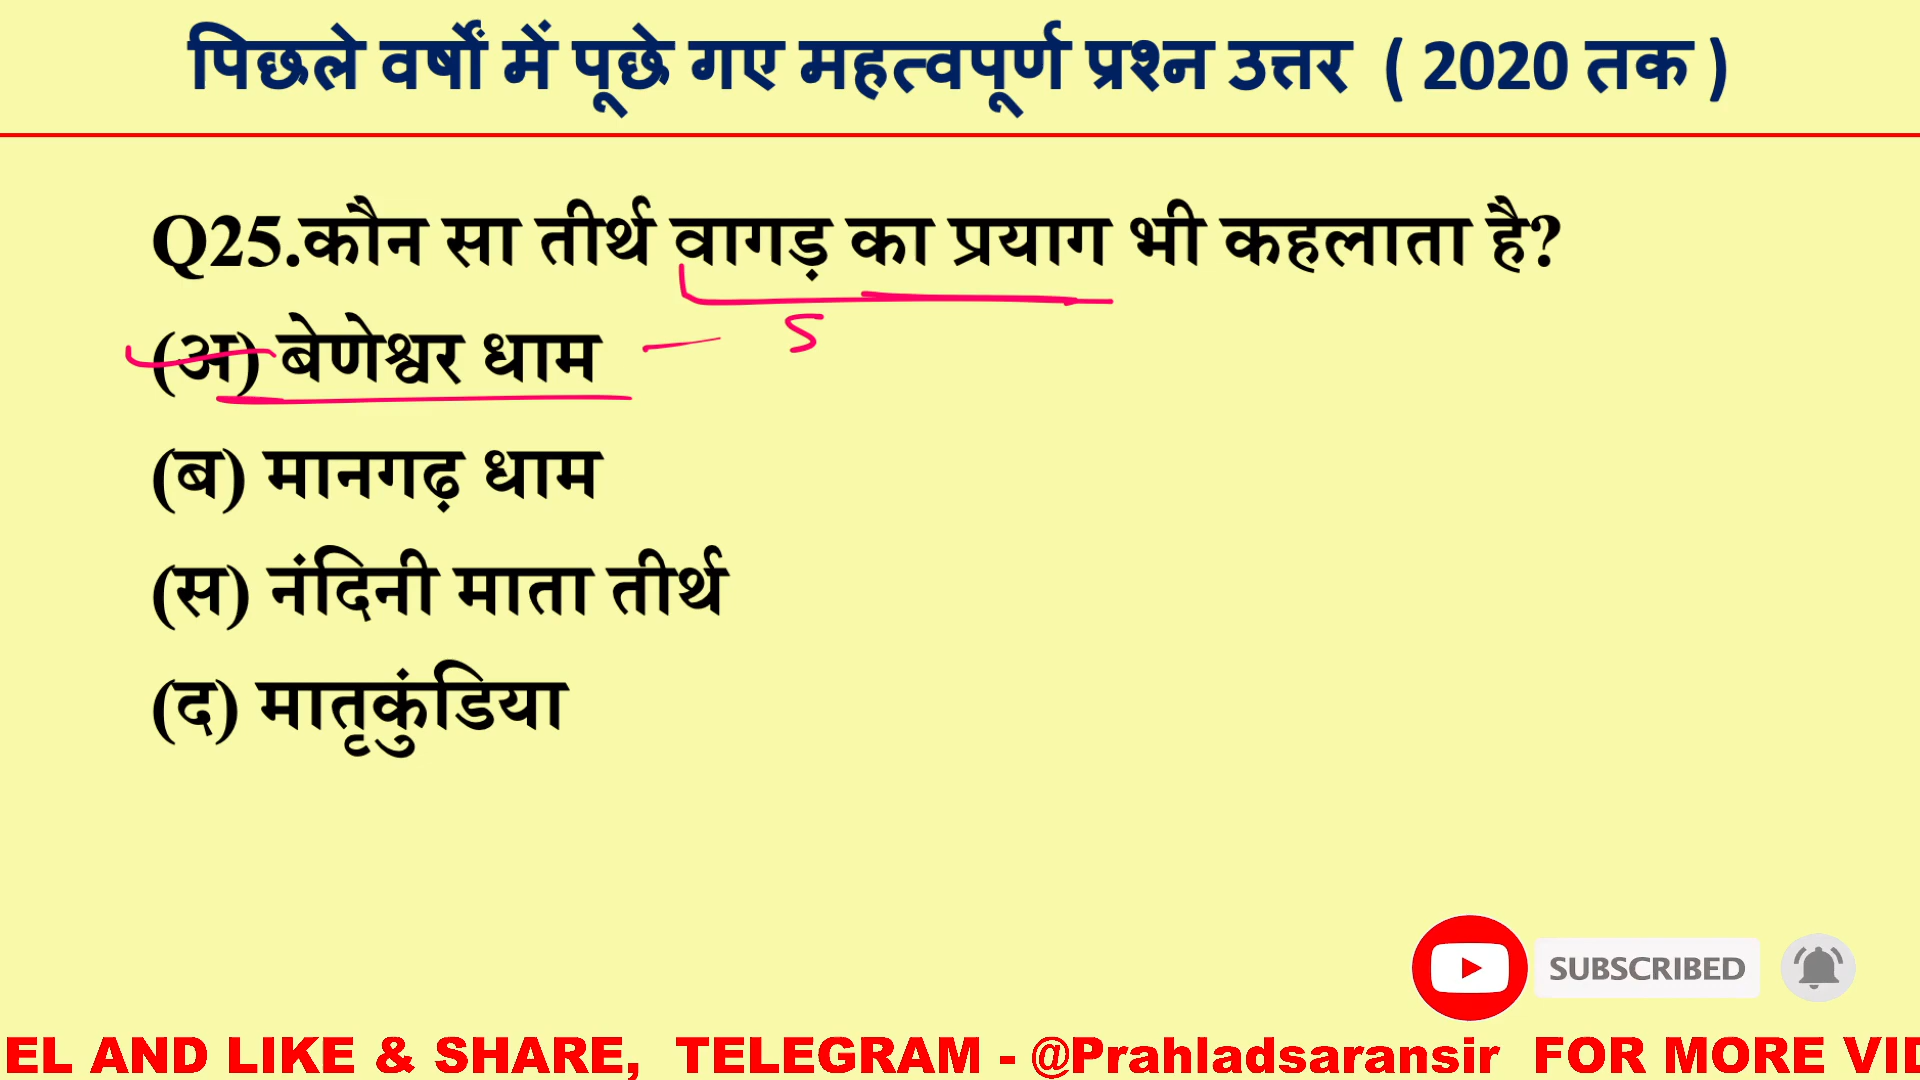 पिछले वर्षों में पूछे गए महत्वपूर्ण प्रश्न उत्तर ( 2020 तक )
Q25.कौन सा तीर्थ वागड़ का प्रयाग भी कहलाता है?
(अ) बेणेश्वर धाम
(ब) मानगढ़ धाम
(स) नंदिनी माता तीर्थ
(द) मातृकुंडिया
SUBSCRIBED
EL AND LIKE & SHARE, TELEGRAM - @Prahladsaransir FOR MORE VID